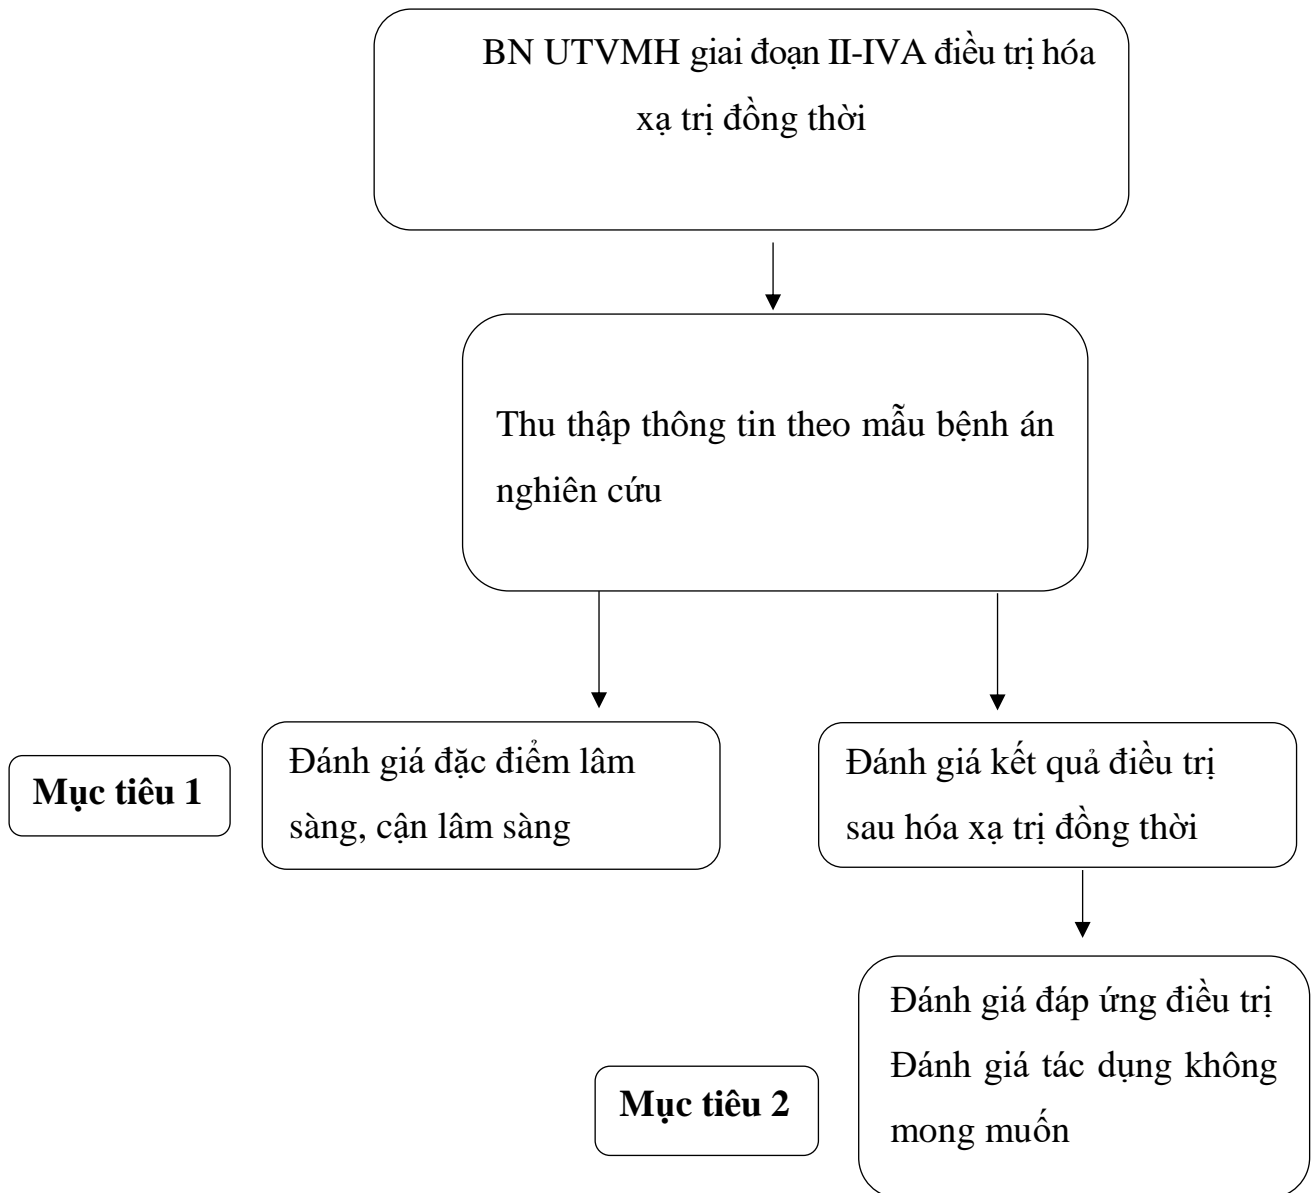 BN UTVMH giai đoạn II-IVA điều trị hóa
xạ trị đồng thời
Thu thập thông tin theo mẫu bệnh án
nghiên cứu
Mục tiêu 1
Đánh giá đặc điểm lâm
sàng, cận lâm sàng
Đánh giá kết quả điều trị
sau hóa xạ trị đồng thời
Mục tiêu 2
Đánh giá đáp ứng điều trị
Đánh giá tác dụng không
mong muốn